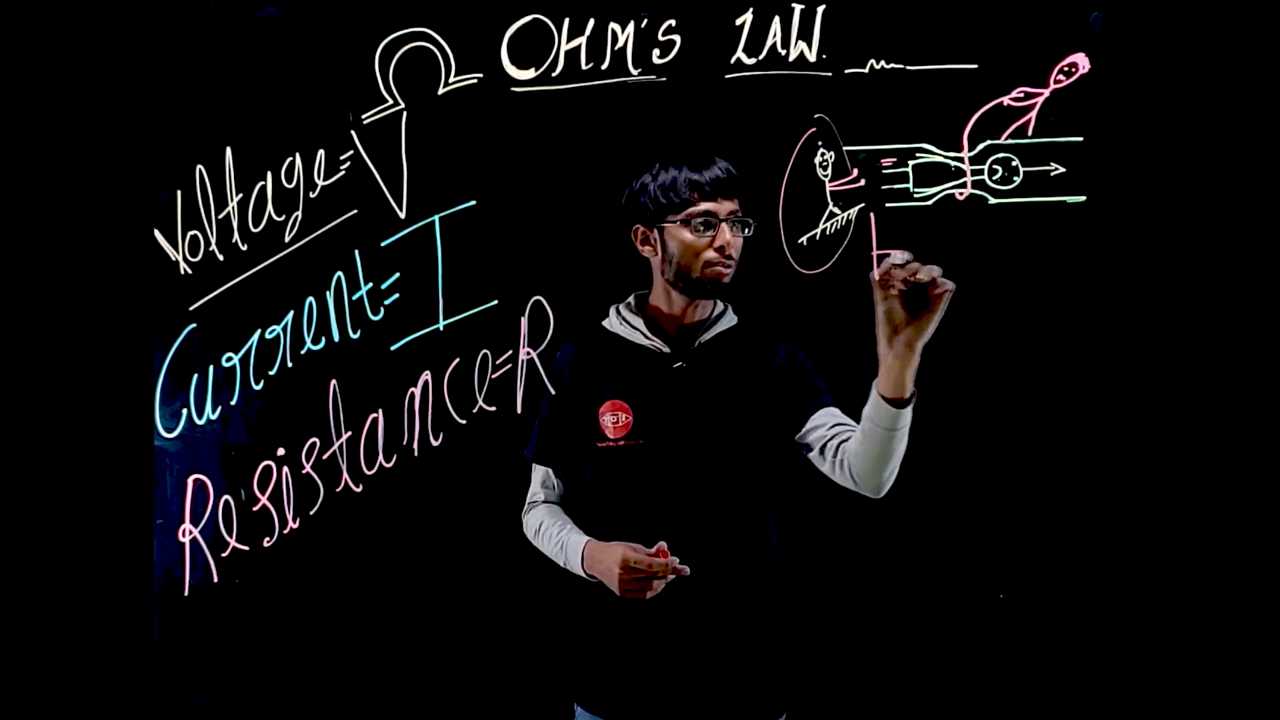 Ω OHM'S LAW
Voltage = V
Current = I
Resistance = R